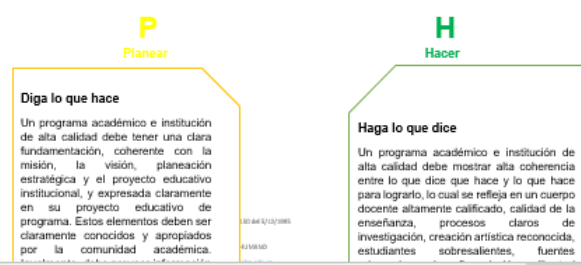 P
Planear
Diga lo que hace
Un programa académico e institución
de alta calidad debe tener una clara
fundamentación, coherente con la
misión, la visión, planeación
estratégica y el proyecto educativo
institucional, y expresada claramente
en su proyecto educativo de
programa. Estos elementos deben ser
claramente conocidos y apropiados
por la comunidad académica.
H
Hacer
Haga lo que dice
Un programa académico e institución de
alta calidad debe mostrar alta coherencia
entre lo que dice que hace y lo que hace
para lograrlo, lo cual se refleja en un cuerpo
docente altamente calificado, calidad de la
enseñanza, procesos claros de
investigación, creación artística reconocida,
estudiantes sobresalientes, fuentes